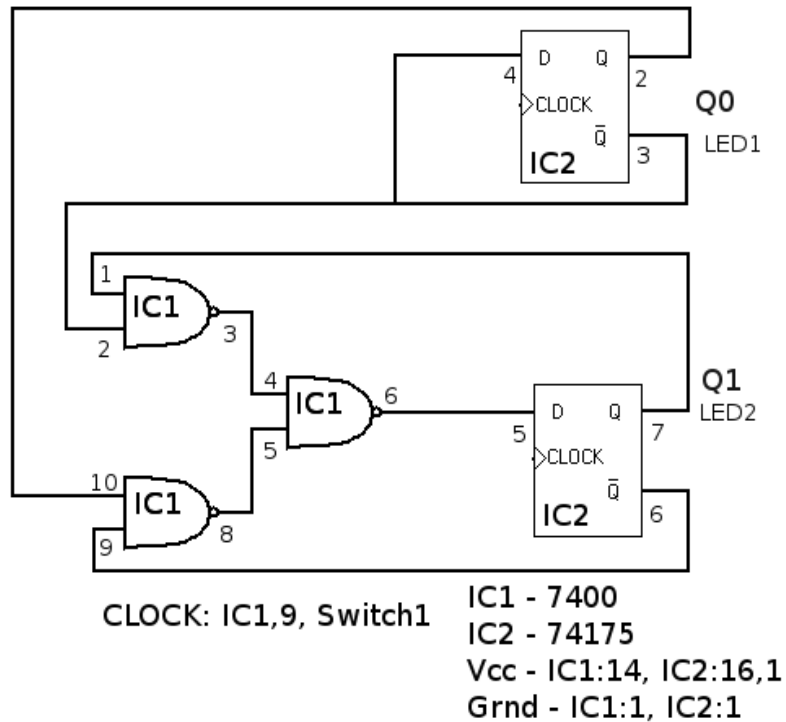 D Q
4
2
CLOCK
Q0
Q̅
3
LED1
IC2
1
IC1
2
3
4
6
Q1
IC1
D Q
LED2
5
5
7
10
CLOCK
IC1
Q̅
8
IC2
6
9
CLOCK: IC1,9, Switch1
IC1 - 7400
IC2 - 74175
Vcc - IC1:14, IC2:16,1
Grnd - IC1:1, IC2:1